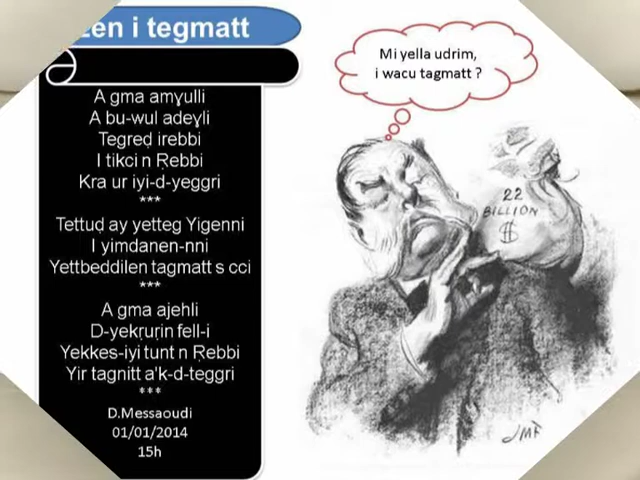 i tegmatt
A gma amɣulli
A bu-wul adeɣli
Tegreḍ irebbi
I tikci n Rebbi
Kra ur iyi-d-yeggri
***
Tettuḍ ay yetteg Yigenni
I yimdanen-nni
Yettbeddilen tagmatt s cci
***
A gma ajehli
D-yekṛuṛin fell-i
Yekkes-iyi tunt n Ṛebbi
Yir tagnitt a'k-d-teggri
***
D.Messaoudi
01/01/2014
15h
Mi yella udrim,
i wacu tagmatt ?
22
BILLION
$
JMF